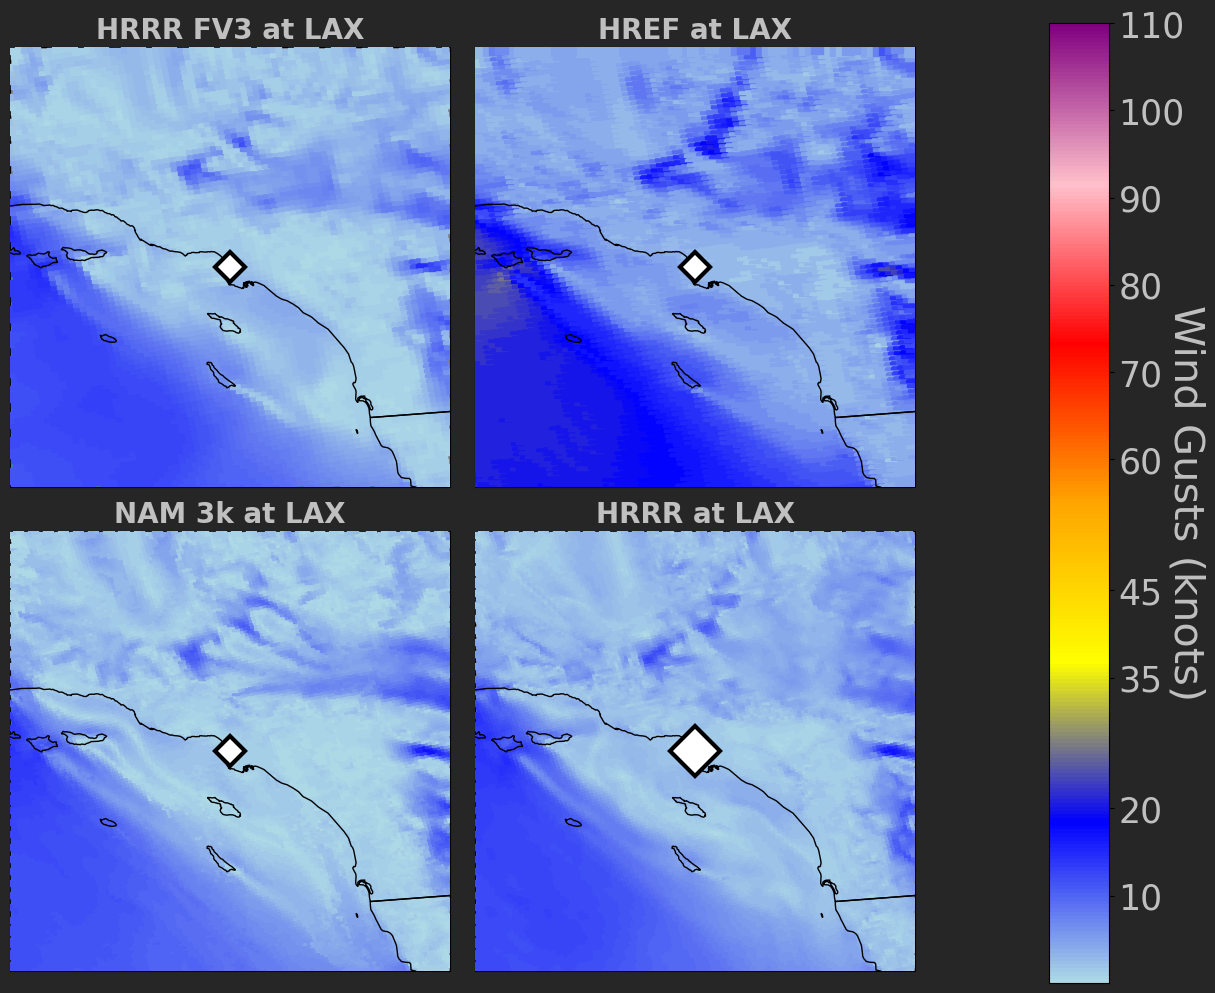 HRRR FV3 at LAX
HREF at LAX
NAM 3k at LAX
HRRR at LAX
110
100
90
80
70
60
45
35
20
10
Wind Gusts (knots)